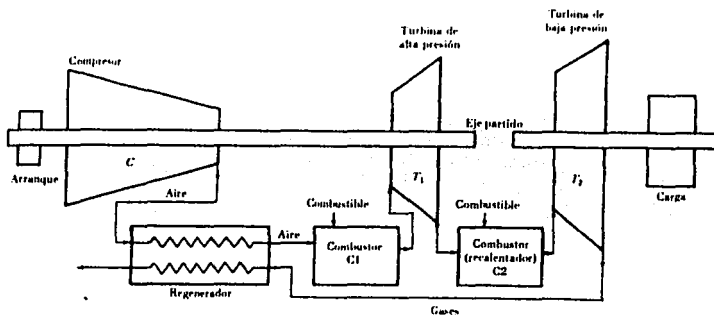 Turbina de
alta presión
Turbina de
baja presión
Compresor
Eje partido
C
T₁
T₂
Arranque
Carga
Aire
Combustible
Combustible
Aire
Combustor
C1
Combustor
(recalentador)
C2
Regenerador
Gases